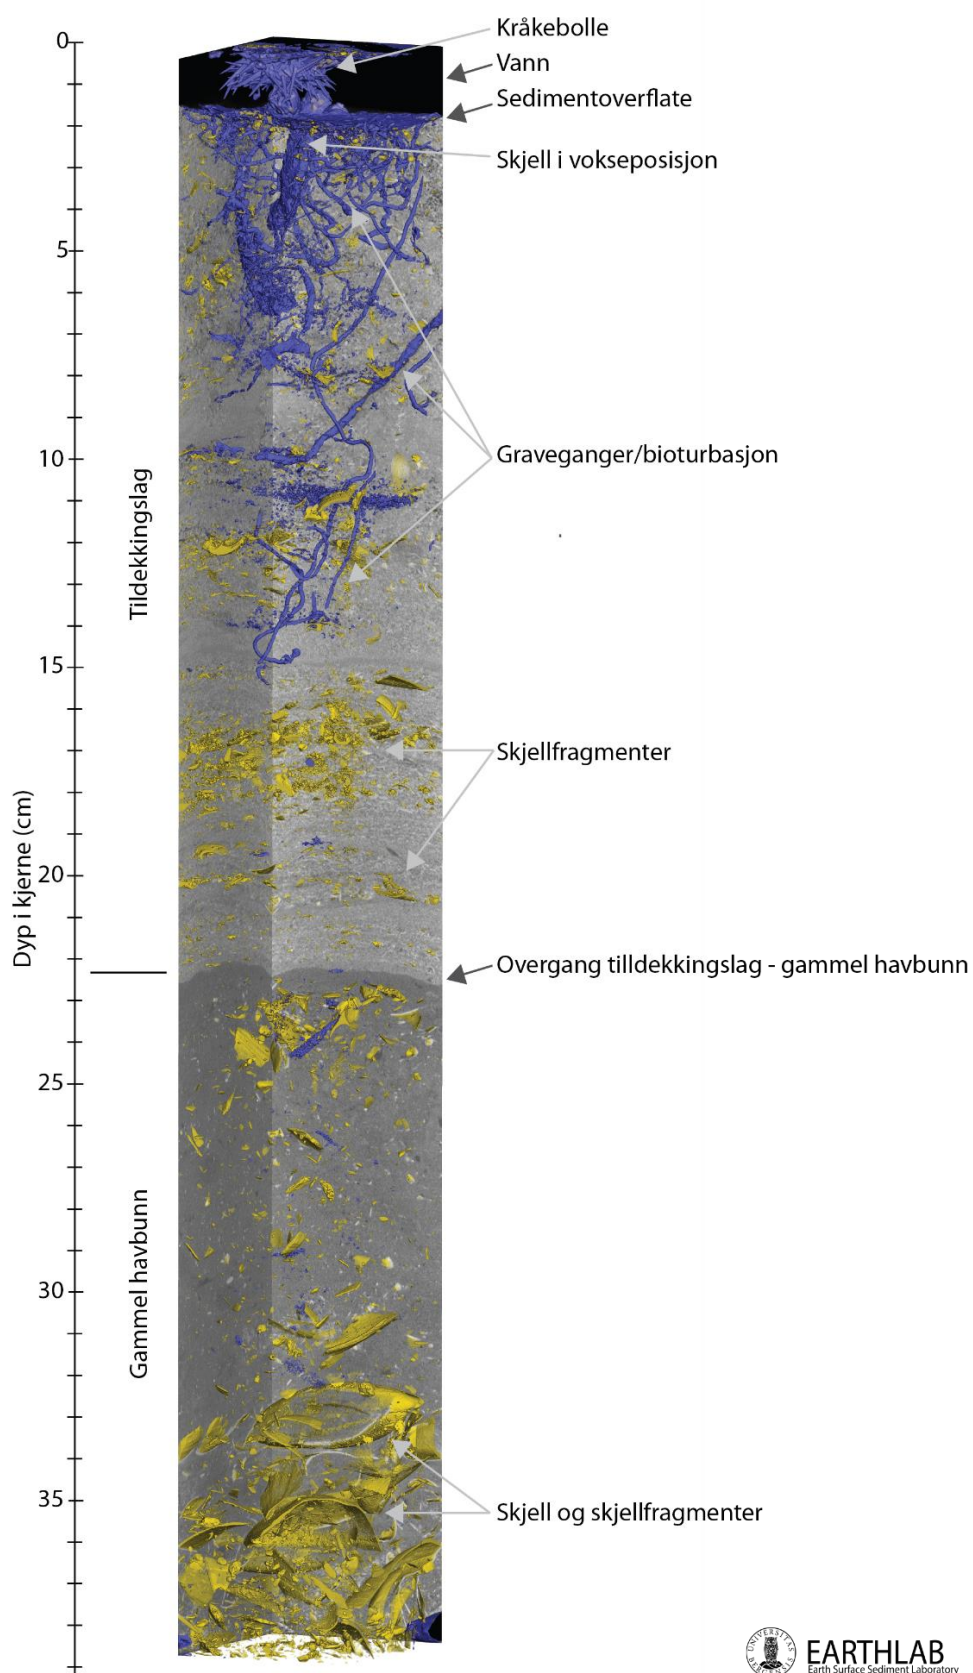 Kråkebolle
0
Vann
Sedimentoverflate
Skjell i vokseposisjon
5
Graveganger/bioturbasjon
10
Tildekkingslag
15
Skjellfragmenter
Dyp i kjerne (cm)
20
Overgang tilldekkingslag - gammel havbunn
25
Gammel havbunn
30
35
Skjell og skjellfragmenter
UNIVERSITAS
EARTHLAB
Earth Surface Sediment Laboratory